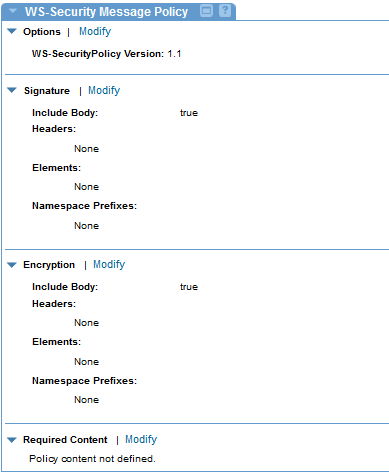 WS-Security Message Policy ?
Options | Modify
WS-SecurityPolicy Version: 1.1
Signature | Modify
Include Body: true
Headers:
None
Elements:
None
Namespace Prefixes:
None
Encryption | Modify
Include Body: true
Headers:
None
Elements:
None
Namespace Prefixes:
None
Required Content | Modify
Policy content not defined.